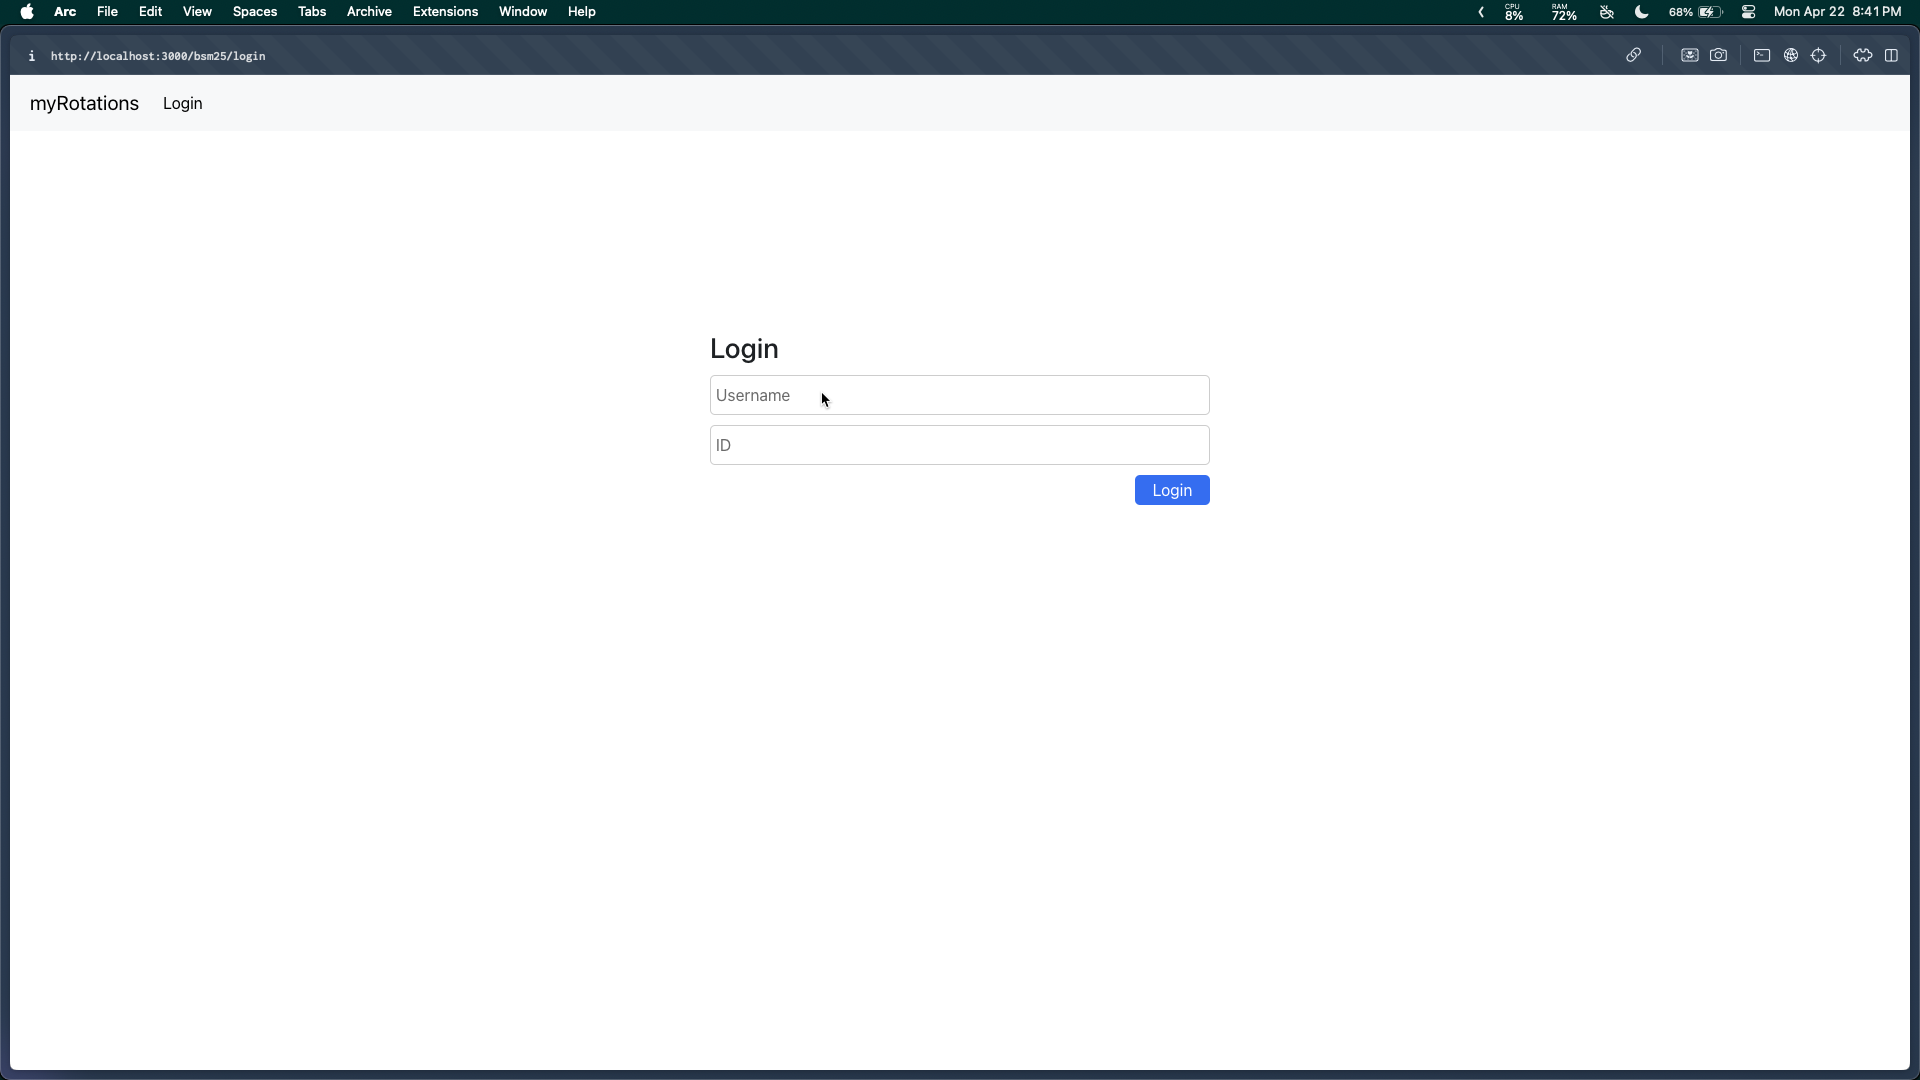 Arc File Edit View Spaces Tabs Archive Extensions Window Help CPU 8% RAM 72% 68% Mon Apr 22 8:41 PM
i http://localhost:3000/bsm25/login
myRotations Login
Login
Username
ID
Login